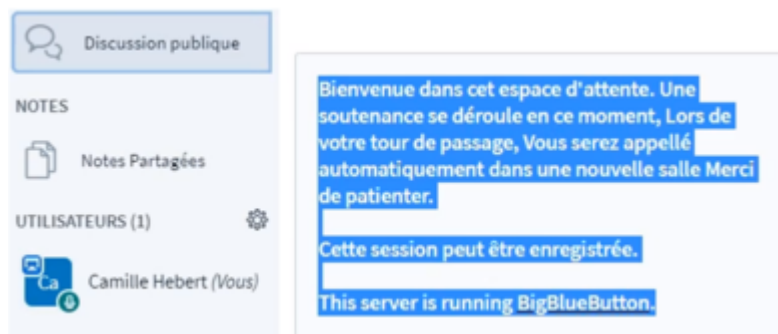 Discussion publique
NOTES
Notes Partagées
UTILISATEURS (1)
Ca
Camille Hebert (Vous)
Bienvenue dans cet espace d'attente. Une
soutenance se déroule en ce moment, Lors de
votre tour de passage, Vous serez appellé
automatiquement dans une nouvelle salle Merci
de patienter.
Cette session peut être enregistrée.
This server is running BigBlueButton.